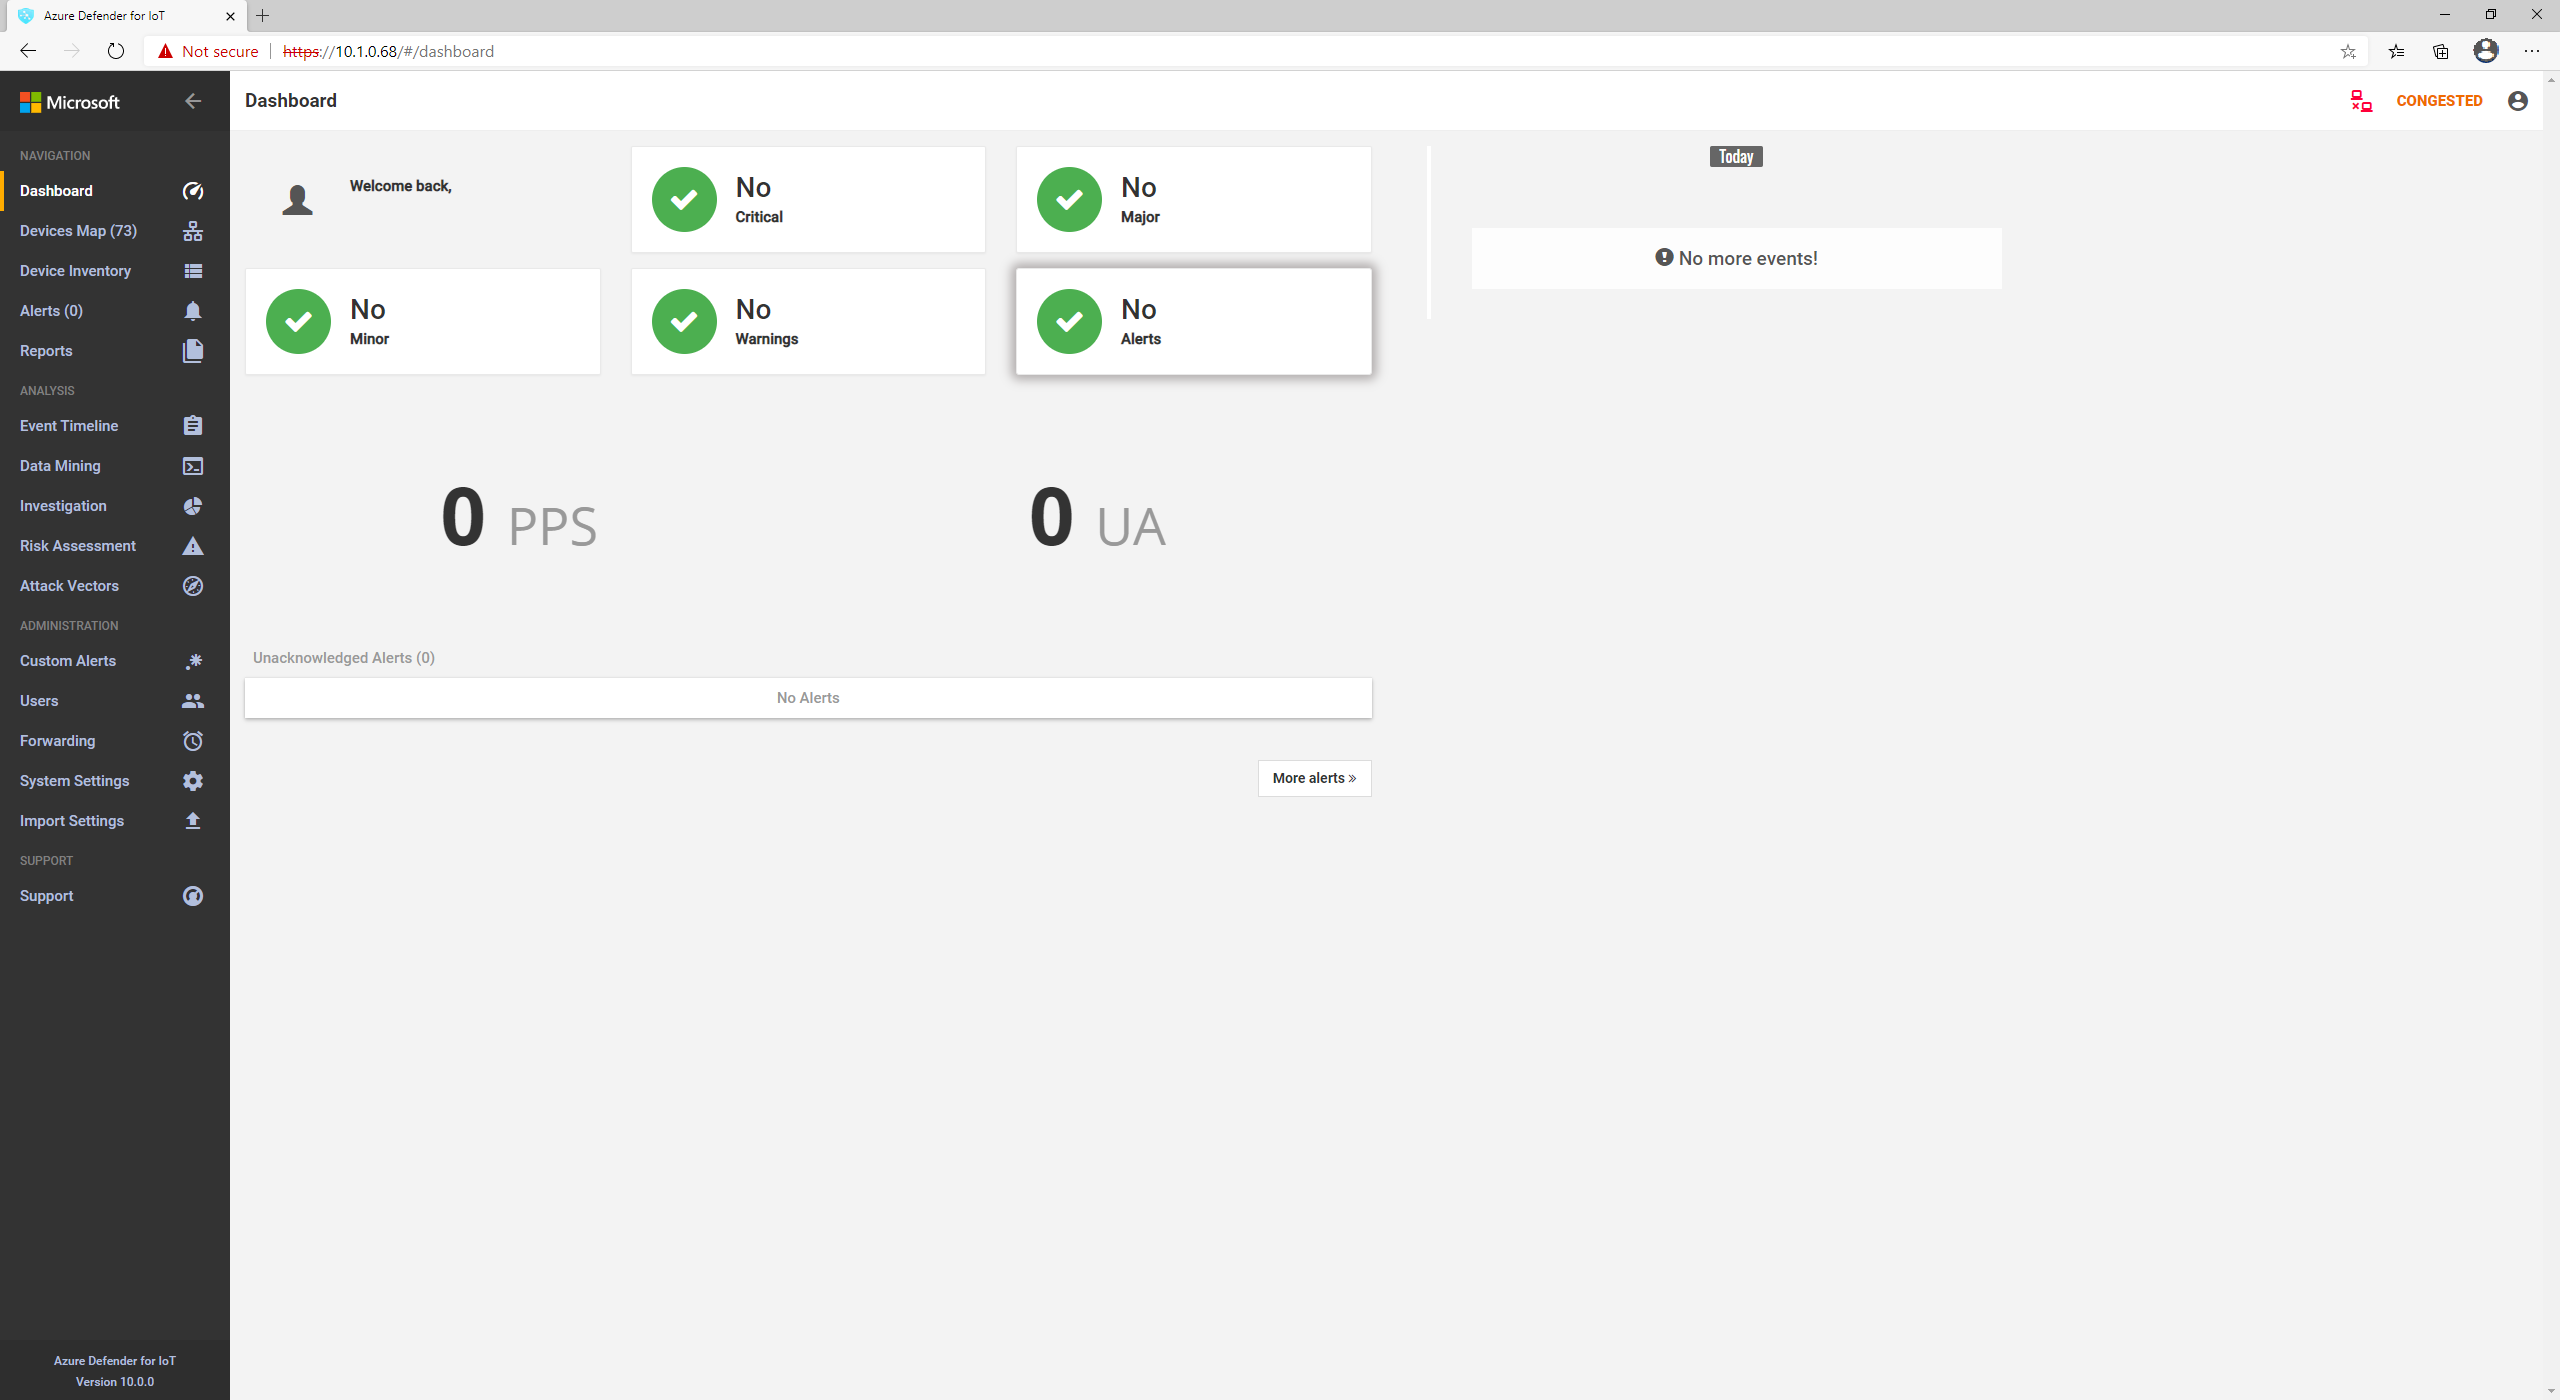 Azure Defender for IoT
Not secure
https://10.1.0.68/#/dashboard
Microsoft
Dashboard
CONGESTED
NAVIGATION
Dashboard
Devices Map (73)
Device Inventory
Alerts (0)
Reports
ANALYSIS
Event Timeline
Data Mining
Investigation
Risk Assessment
Attack Vectors
ADMINISTRATION
Custom Alerts
Users
Forwarding
System Settings
Import Settings
SUPPORT
Support
Azure Defender for IoT
Version 10.0.0
Welcome back,
No
Critical
No
Major
No
Minor
No
Warnings
No
Alerts
0 PPS
0 UA
Unacknowledged Alerts (0)
No Alerts
More alerts »
Today
No more events!